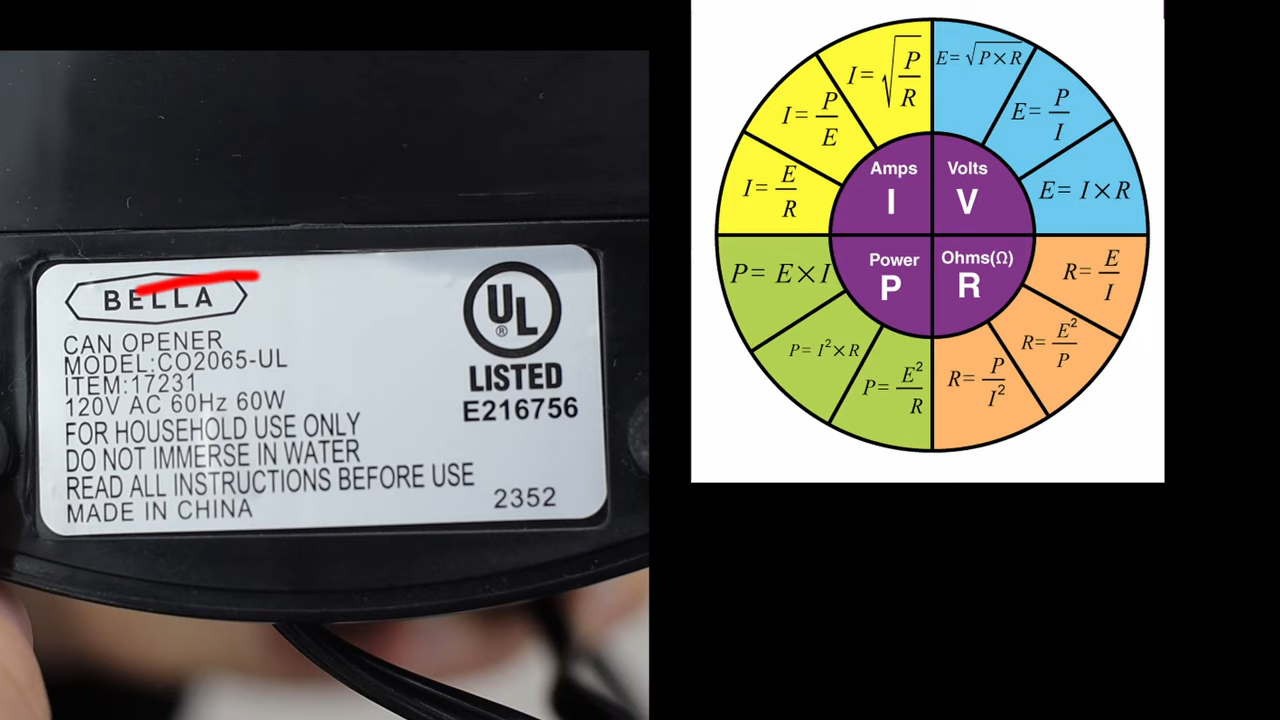 BELLA
CAN OPENER
MODEL:CO2065-UL
ITEM:17231
120V AC 60Hz 60W
FOR HOUSEHOLD USE ONLY
DO NOT IMMERSE IN WATER
READ ALL INSTRUCTIONS BEFORE USE
MADE IN CHINA
UL
®
LISTED
E216756
2352
I=√(P/R)
I=P/E
I=E/R
E=√P×R
E=P/I
E=I×R
Amps
I
Volts
V
Power
P
Ohms(Ω)
R
P=E×I
P=I²×R
P=E²/R
R=E/I
R=E²/P
R=P/I²